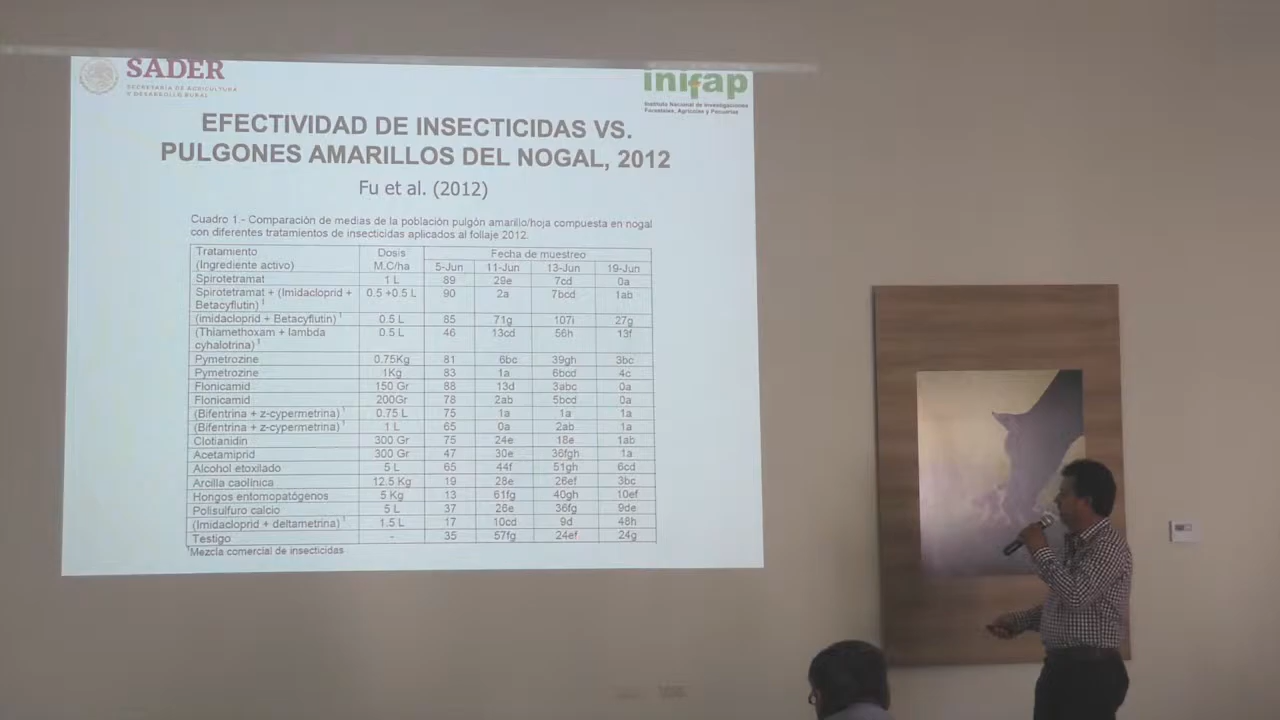 SADER
SECRETARÍA DE AGRICULTURA
Y DESARROLLO RURAL
inifap
Instituto Nacional de Investigaciones
Forestales, Agrícolas y Pecuarias
EFECTIVIDAD DE INSECTICIDAS VS.
PULGONES AMARILLOS DEL NOGAL, 2012
Fu et al. (2012)
Cuadro 1.- Comparación de medias de la población pulgón amarillo/hoja compuesta en nogal
con diferentes tratamientos de insecticidas aplicados al follaje 2012.
Tratamiento Dosis Fecha de muestreo
(Ingrediente activo) M.C/ha 5-Jun 11-Jun 13-Jun 19-Jun
Spirotetramat 1 L 89 29e 7cd 0a
Spirotetramat + (Imidacloprid + 0.5 +0.5 L 90 2a 7bcd 1ab
Betacyflutin) 1
(imidacloprid + Betacyflutin) 1 0.5 L 85 71g 107i 27g
(Thiamethoxam + lambda 0.5 L 46 13cd 56h 13f
cyhalotrina) 1
Pymetrozine 0.75Kg 81 6bc 39gh 3bc
Pymetrozine 1Kg 83 1a 6bcd 4c
Flonicamid 150 Gr 88 13d 3abc 0a
Flonicamid 200Gr 78 2ab 5bcd 0a
(Bifentrina + z-cypermetrina) 1 0.75 L 75 1a 1a 1a
(Bifentrina + z-cypermetrina) 1 1 L 65 0a 2ab 1a
Clotianidin 300 Gr 75 24e 18e 1ab
Acetamiprid 300 Gr 47 30e 36fgh 1a
Alcohol etoxilado 5 L 65 44f 51gh 6cd
Arcilla caolínica 12.5 Kg 19 28e 26ef 3bc
Hongos entomopatógenos 5 Kg 13 61fg 40gh 10ef
Polisulfuro calcio 5 L 37 26e 36fg 9de
(Imidacloprid + deltametrina) 1 1.5 L 17 10cd 9d 48h
Testigo - 35 57fg 24ef 24g
1Mezcla comercial de insecticidas